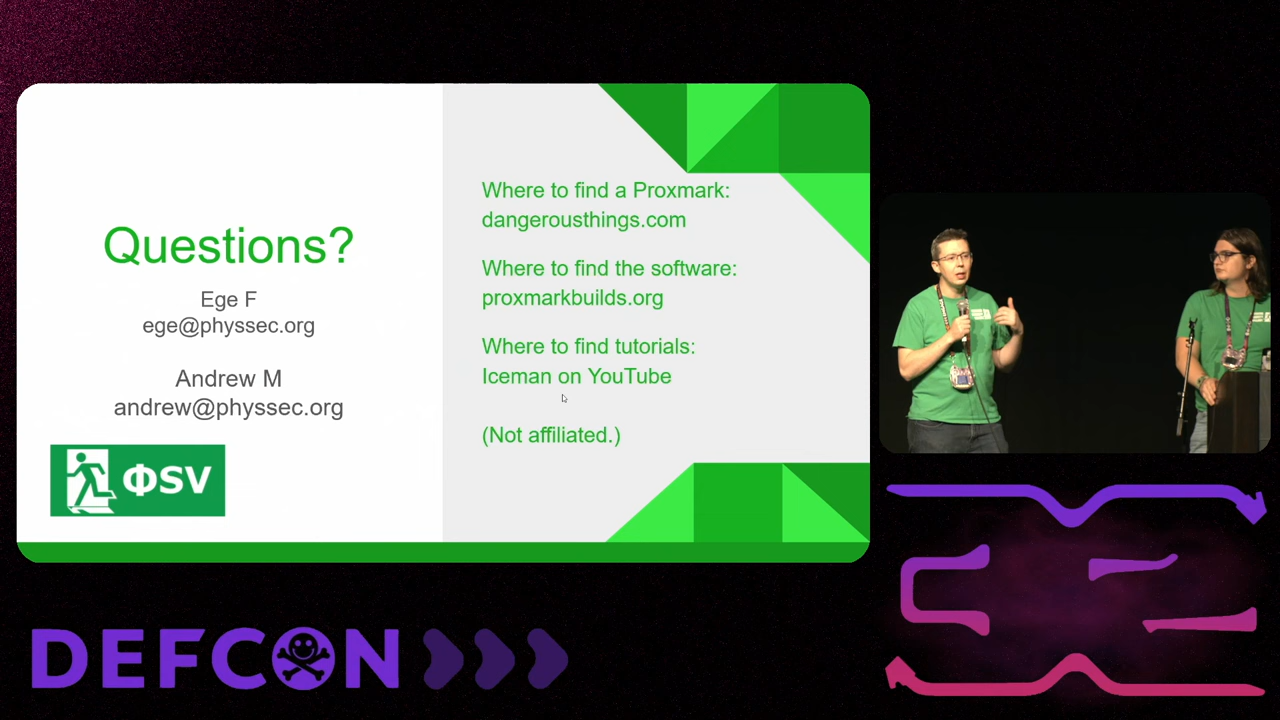 Questions?
Ege F
ege@physsec.org
Andrew M
andrew@physsec.org
ΦSV
Where to find a Proxmark:
dangerousthings.com
Where to find the software:
proxmarkbuilds.org
Where to find tutorials:
Iceman on YouTube
(Not affiliated.)
DEFCON